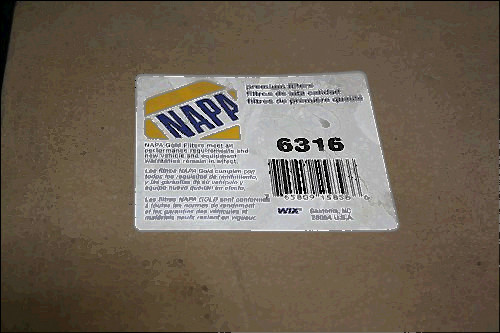 NAPA
premium filters
filtros de alta calidad
filtres de première qualité
6316
NAPA Gold Filters meet all
performance requirements and
new vehicle and equipment
warranties remain in effect.
Los filtros NAPA Gold cumplen con
todos los requisitos de rendimiento,
y las garantías de su vehículo y
equipo nuevo quedan en efecto.
Les filtres NAPA GOLD sont conformes
à toutes les normes de rendement
et les garanties des véhicules et
matériels neufs restent en vigueur.
WIX Gastonia, NC
U.S.A.